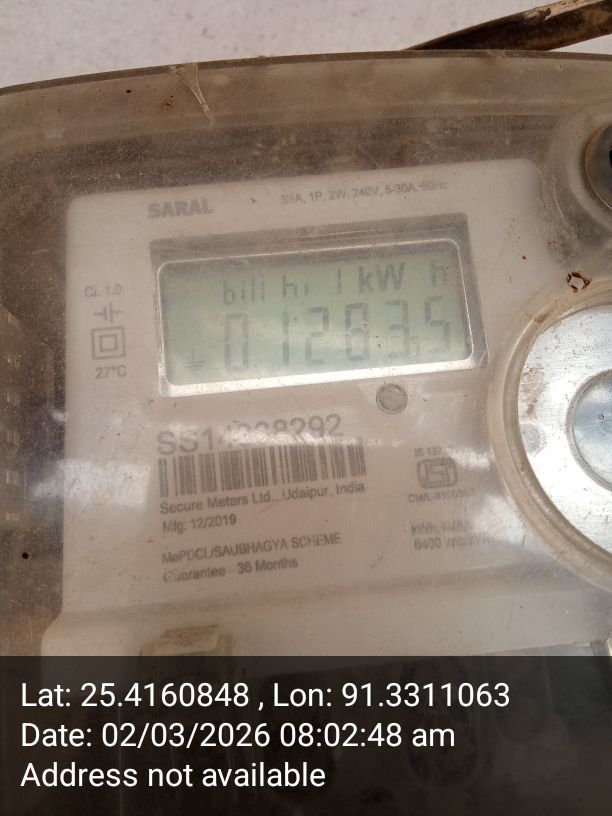 SARAL
S1A, 1P, 2W, 240V, 5-30A, 50Hz
bill hi 1 kW h
CL 1.0
27°C
Secure Meters Ltd., Udaipur, India
Mfg: 12/2019
MePDCL/SAUBHAGYA SCHEME
Guarantee 36 Months
Lat: 25.4160848 , Lon: 91.3311063
Date: 02/03/2026 08:02:48 am
Address not available